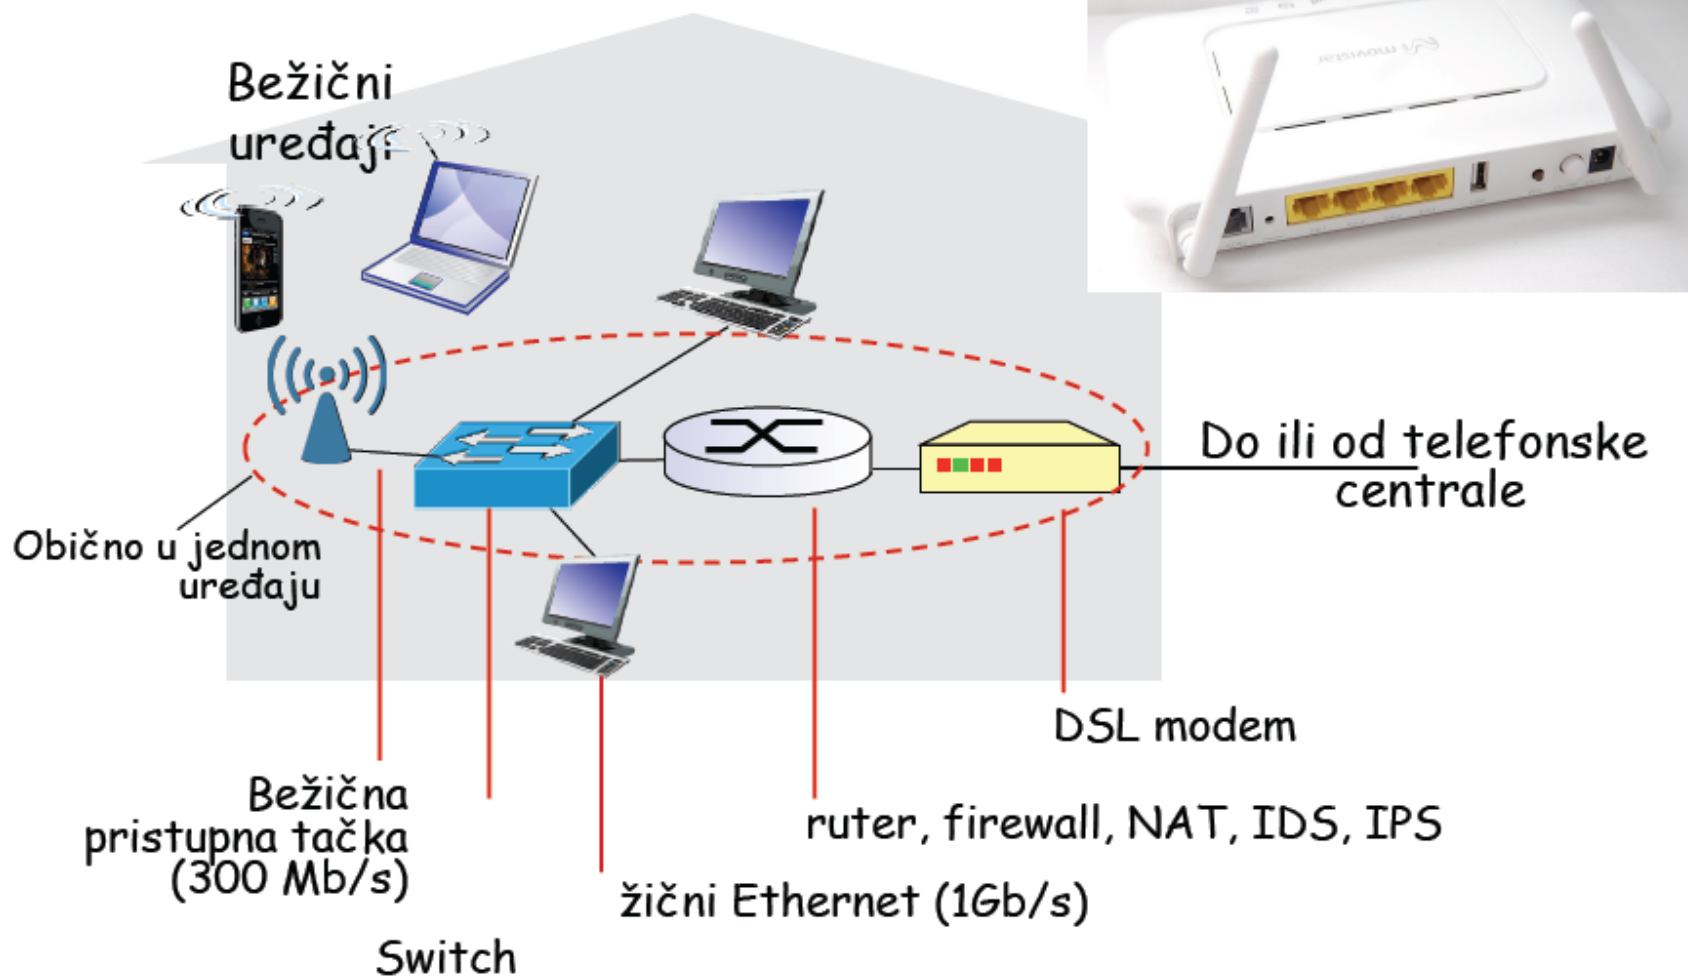 Bežični
uređaji
movistar
Do ili od telefonske
centrale
Obično u jednom
uređaju
DSL modem
Bežična
pristupna tačka
(300 Mb/s)
ruter, firewall, NAT, IDS, IPS
žični Ethernet (1Gb/s)
Switch